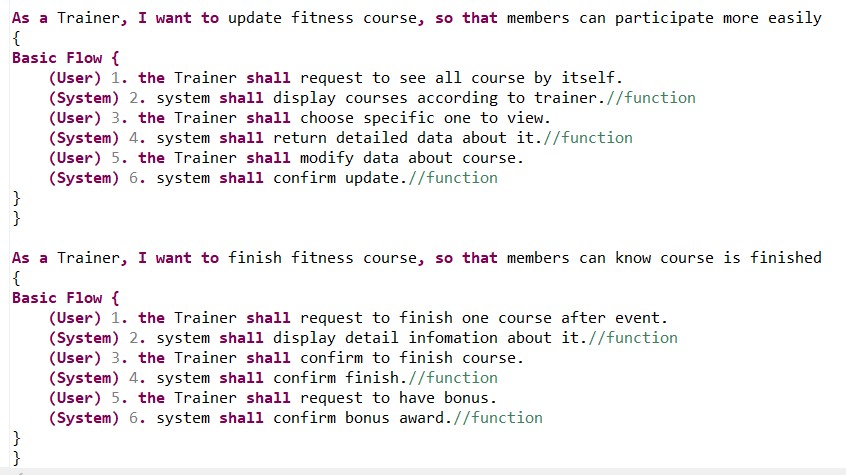 As a Trainer, I want to update fitness course, so that members can participate more easily
{
Basic Flow {
(User) 1. the Trainer shall request to see all course by itself.
(System) 2. system shall display courses according to trainer.//function
(User) 3. the Trainer shall choose specific one to view.
(System) 4. system shall return detailed data about it.//function
(User) 5. the Trainer shall modify data about course.
(System) 6. system shall confirm update.//function
}
}
As a Trainer, I want to finish fitness course, so that members can know course is finished
{
Basic Flow {
(User) 1. the Trainer shall request to finish one course after event.
(System) 2. system shall display detail infomation about it.//function
(User) 3. the Trainer shall confirm to finish course.
(System) 4. system shall confirm finish.//function
(User) 5. the Trainer shall request to have bonus.
(System) 6. system shall confirm bonus award.//function
}
}